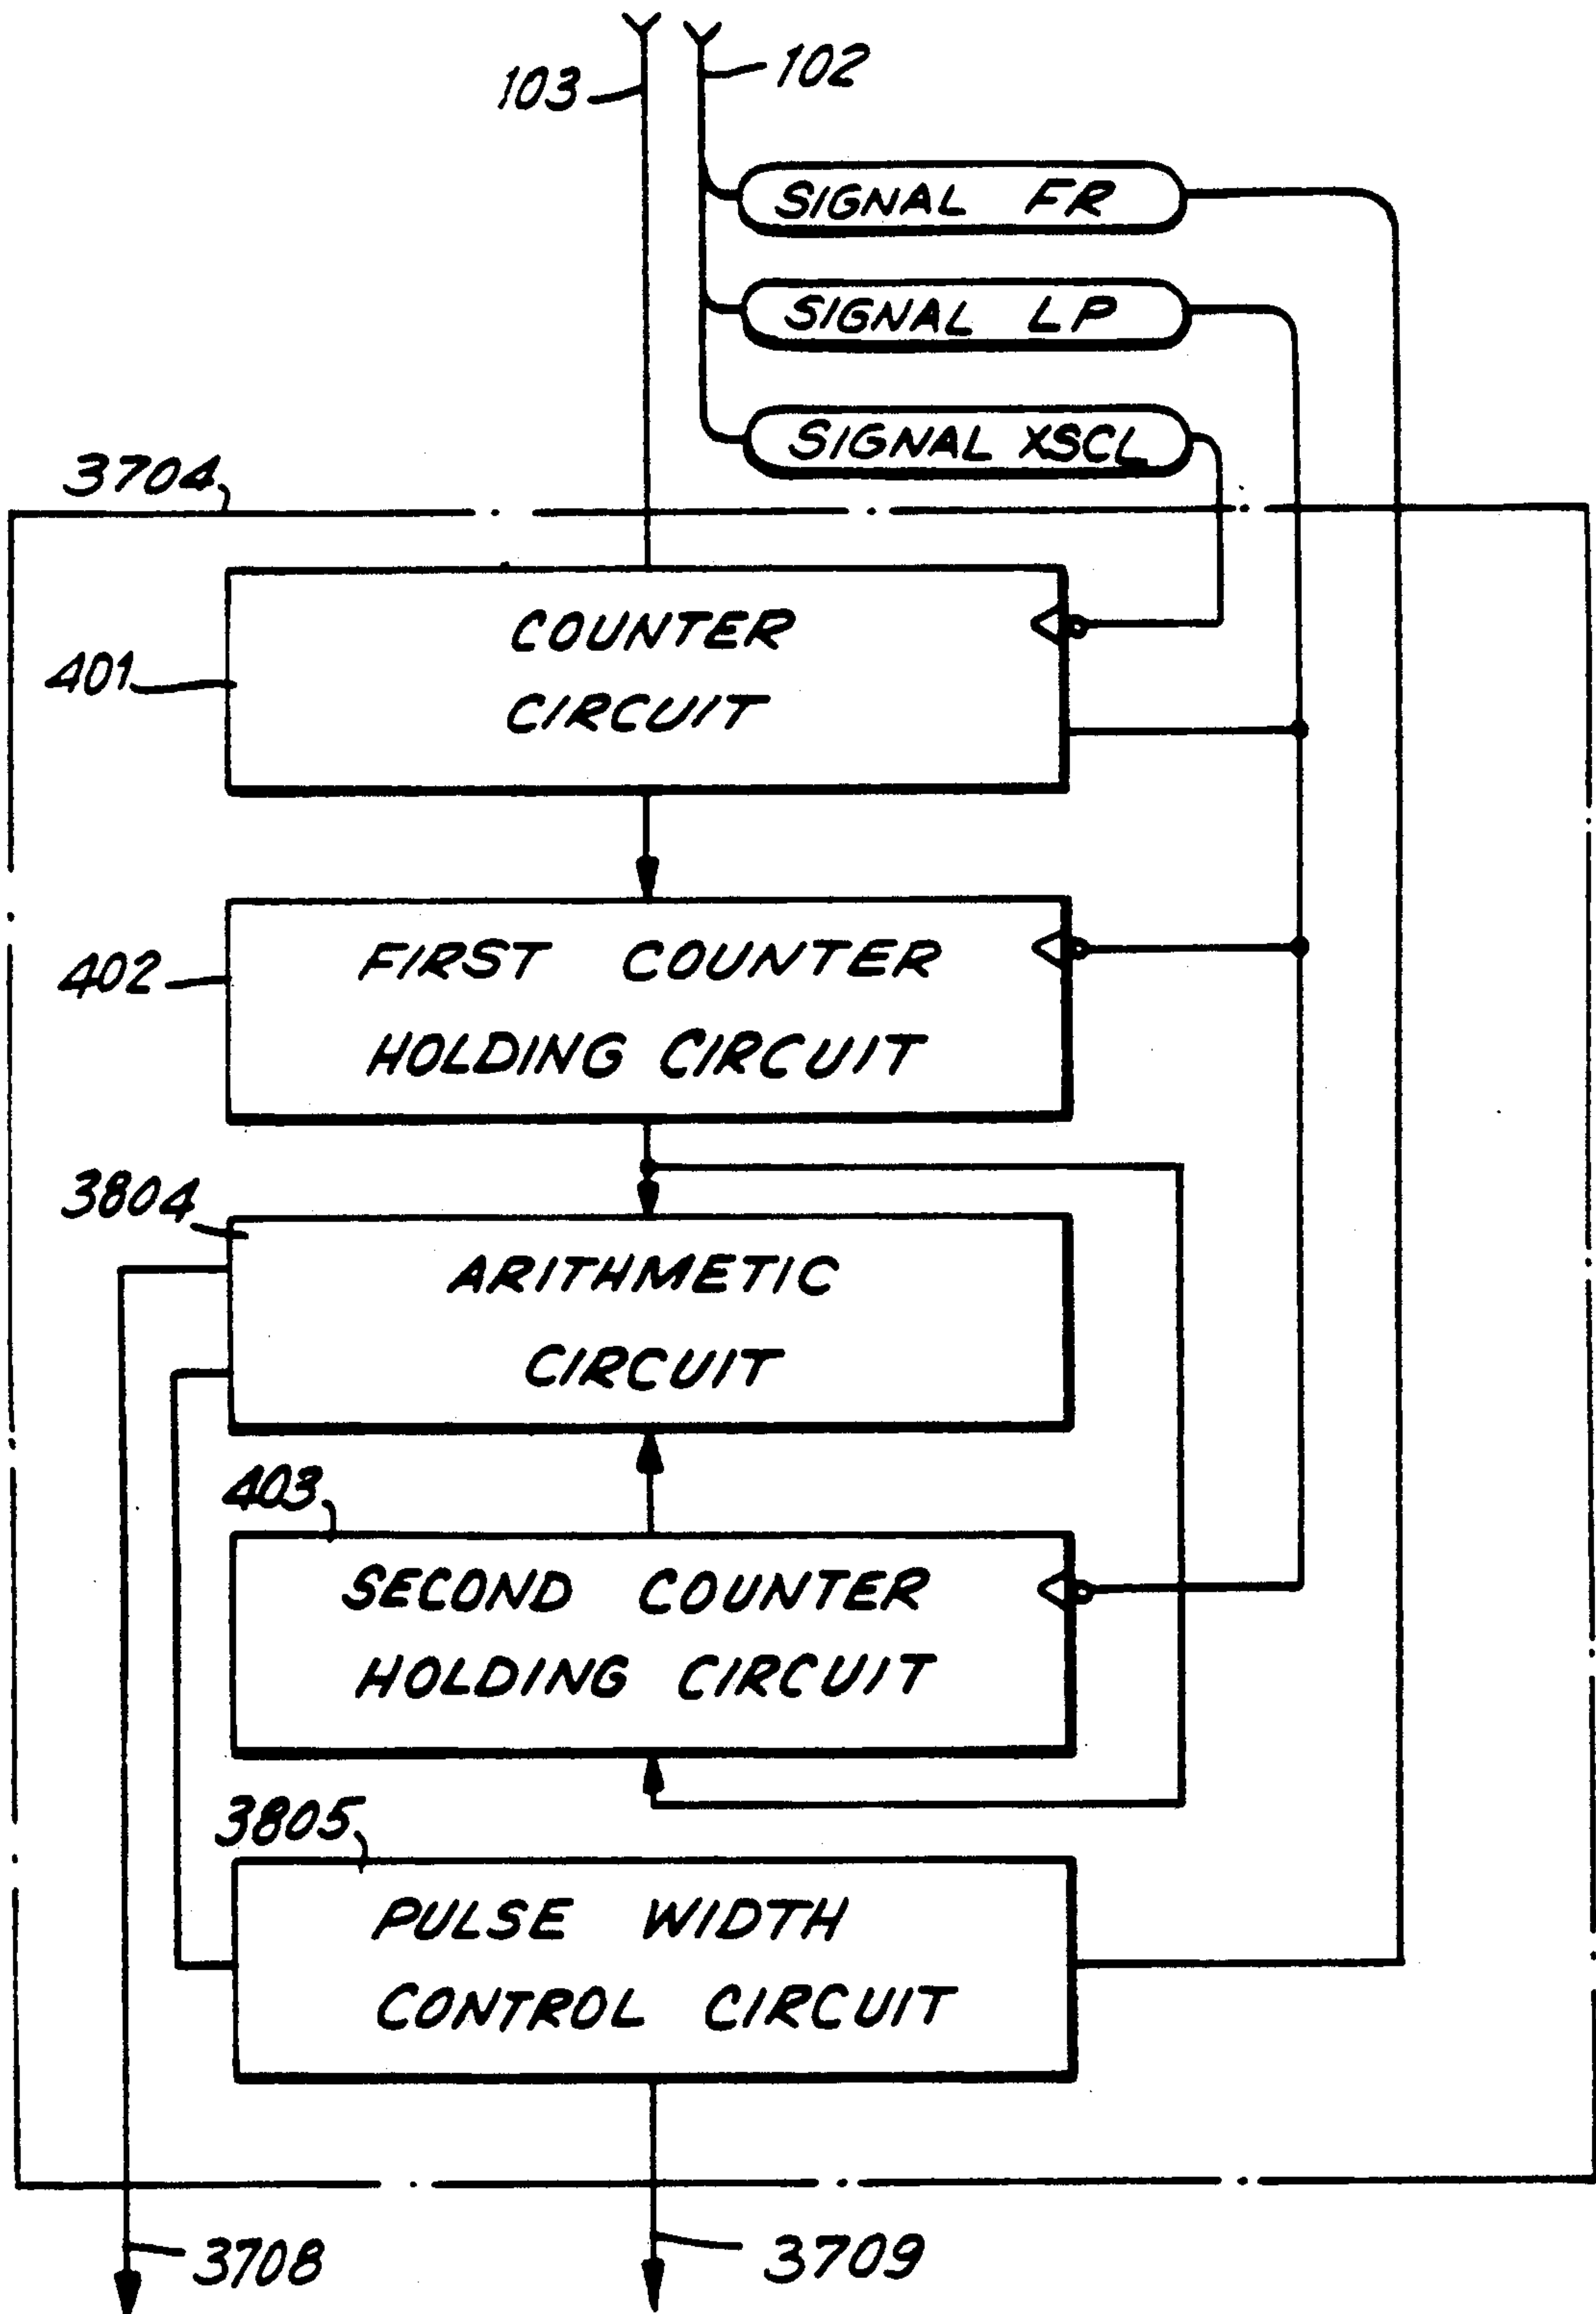 103
102
SIGNAL FR
SIGNAL LP
SIGNAL XSCL
3704
COUNTER
CIRCUIT
401
FIRST COUNTER
HOLDING CIRCUIT
402
3804
ARITHMETIC
CIRCUIT
403
SECOND COUNTER
HOLDING CIRCUIT
3805
PULSE WIDTH
CONTROL CIRCUIT
3708
3709